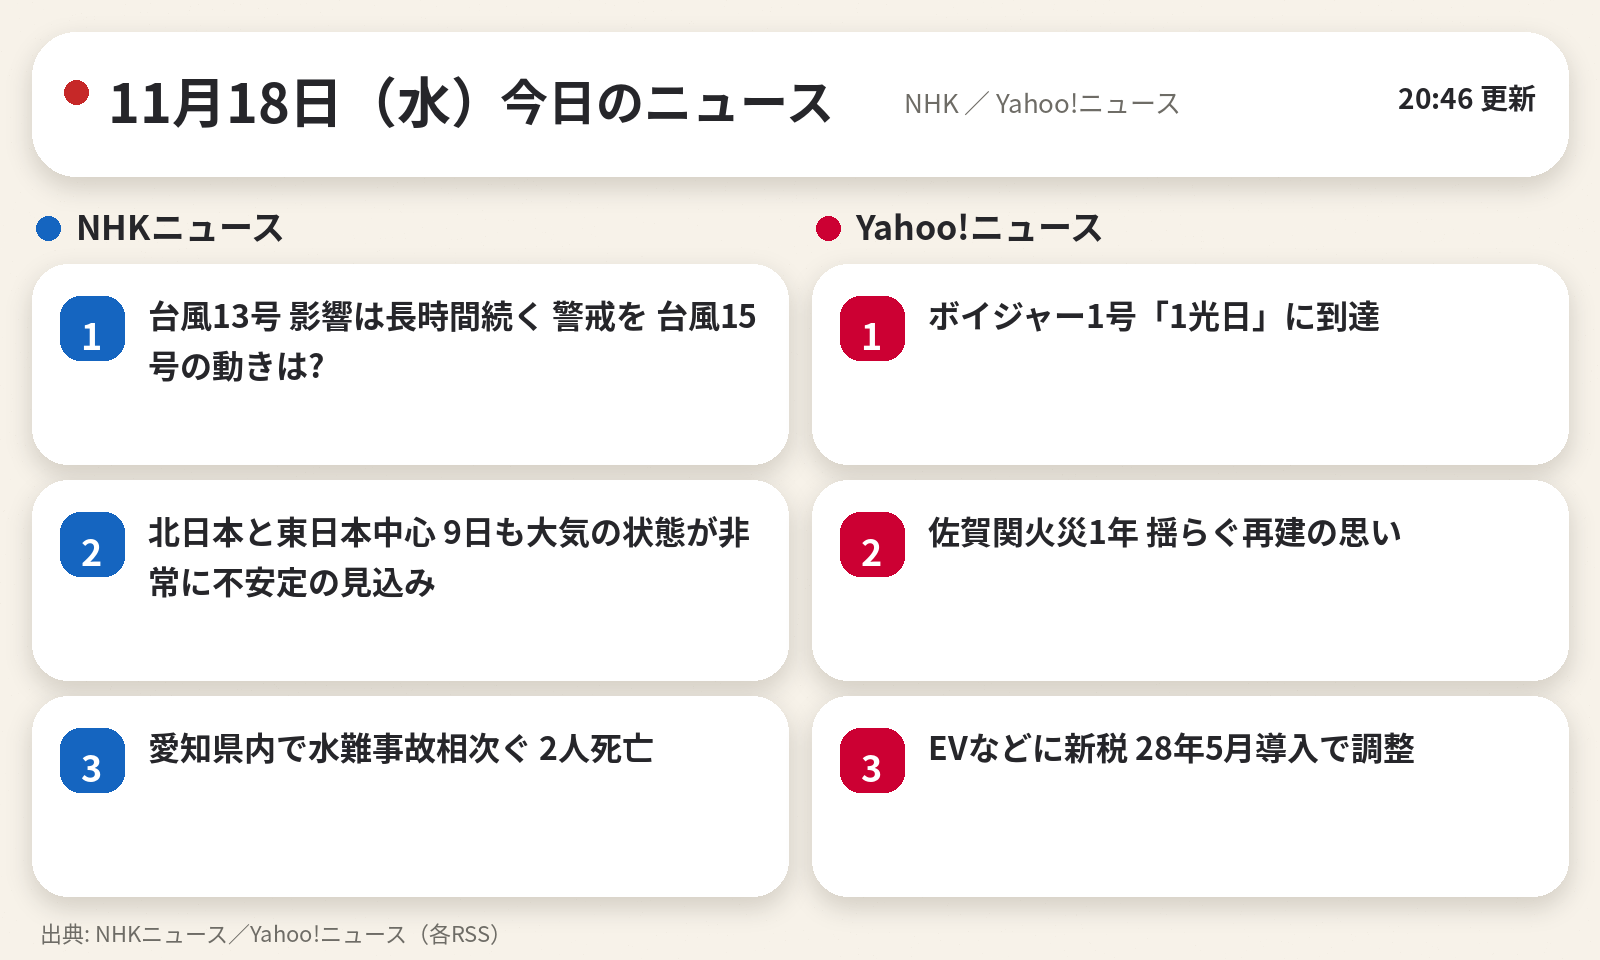 11月18日（水）今日のニュース
NHK ／ Yahoo!ニュース
20:46 更新
NHKニュース
1
台風13号 影響は長時間続く 警戒を 台風15
号の動きは?
2
北日本と東日本中心 9日も大気の状態が非
常に不安定の見込み
3
愛知県内で水難事故相次ぐ 2人死亡
Yahoo!ニュース
1
ボイジャー1号「1光日」に到達
2
佐賀関火災1年 揺らぐ再建の思い
3
EVなどに新税 28年5月導入で調整
出典: NHKニュース／Yahoo!ニュース（各RSS）